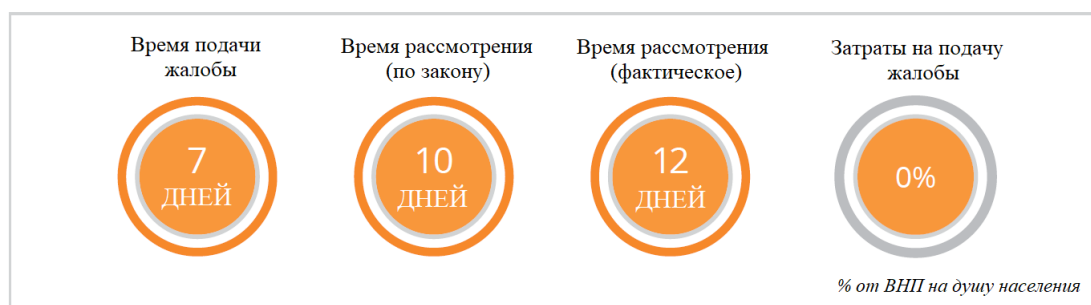 Время подачи
жалобы
Время рассмотрения
(по закону)
Время рассмотрения
(фактическое)
Затраты на подачу
жалобы
7
ДНЕЙ
10
ДНЕЙ
12
ДНЕЙ
0%
% от ВНП на душу населения